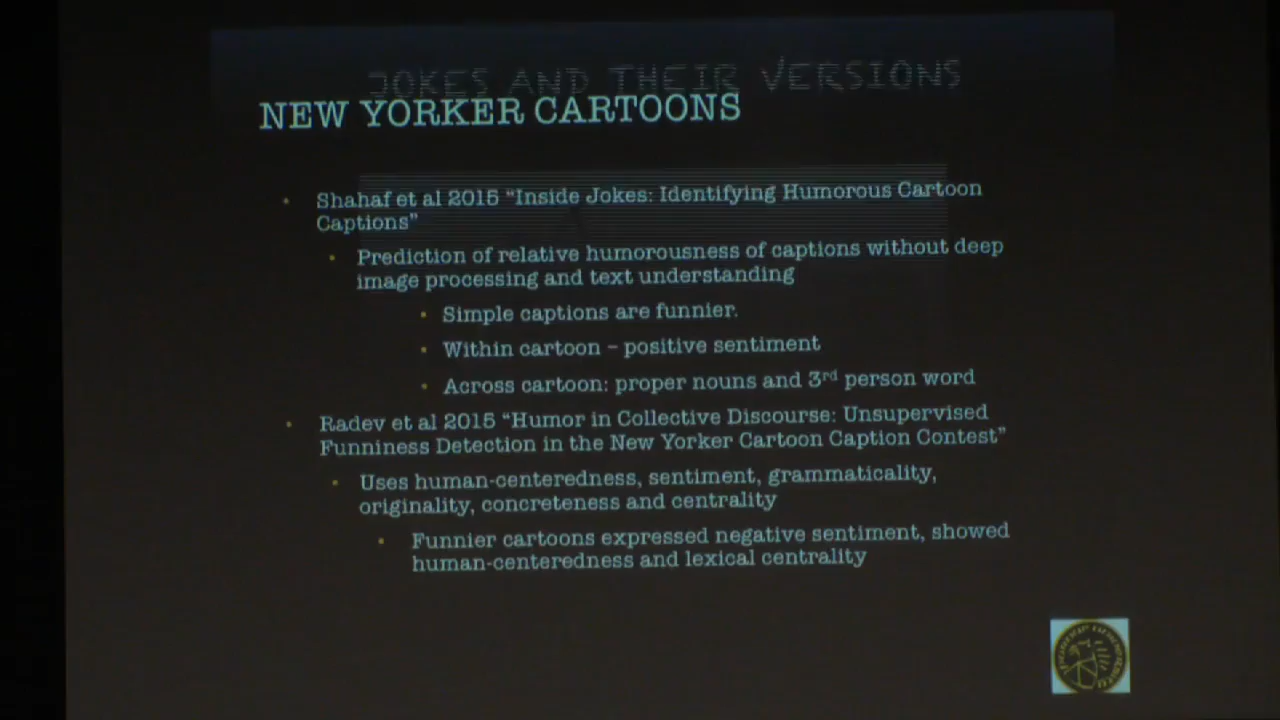 JOKES AND THEIR VERSIONS
NEW YORKER CARTOONS
Shahaf et al 2015 “Inside Jokes: Identifying Humorous Cartoon
Captions”
Prediction of relative humorousness of captions without deep
image processing and text understanding
Simple captions are funnier.
Within cartoon – positive sentiment
Across cartoon: proper nouns and 3rd person word
Radev et al 2015 “Humor in Collective Discourse: Unsupervised
Funniness Detection in the New Yorker Cartoon Caption Contest”
Uses human-centeredness, sentiment, grammaticality,
originality, concreteness and centrality
Funnier cartoons expressed negative sentiment, showed
human-centeredness and lexical centrality